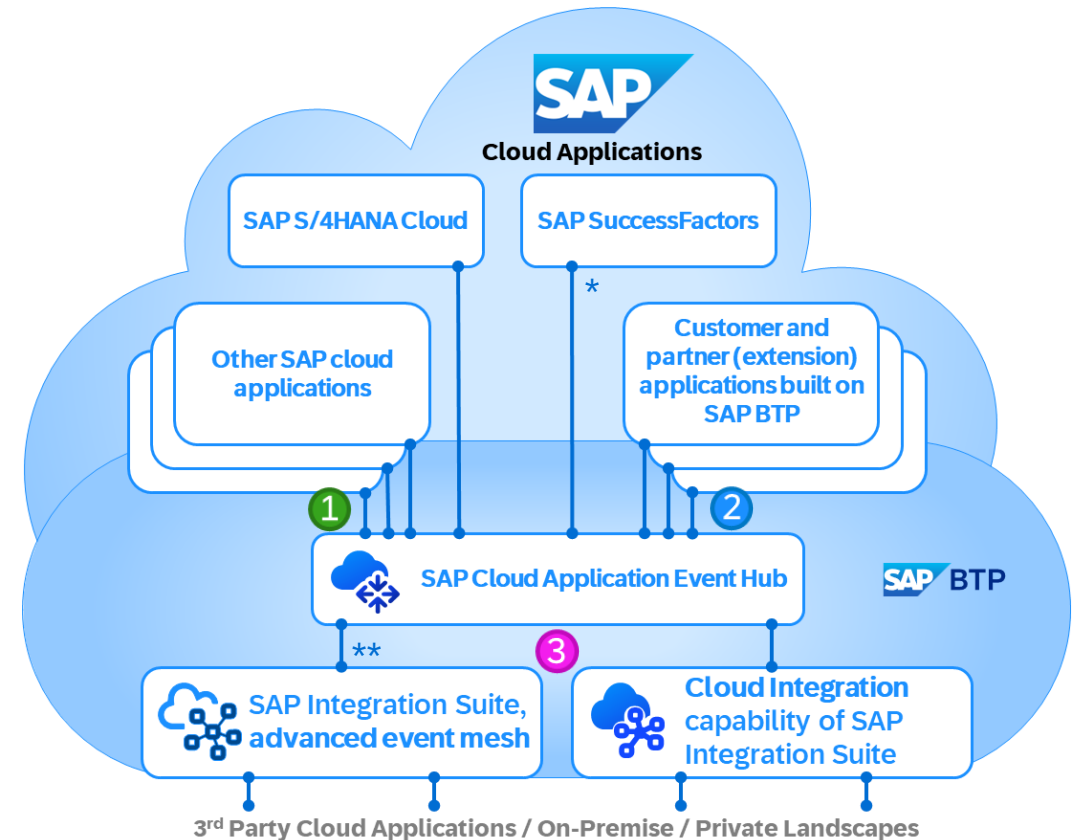 SAP
Cloud Applications
SAP S/4HANA Cloud
SAP SuccessFactors
*
Other SAP cloud
applications
Customer and
partner (extension)
applications built on
SAP BTP
1
2
SAP Cloud Application Event Hub
SAP BTP
**
3
SAP Integration Suite,
advanced event mesh
Cloud Integration
capability of SAP
Integration Suite
3rd Party Cloud Applications / On-Premise / Private Landscapes